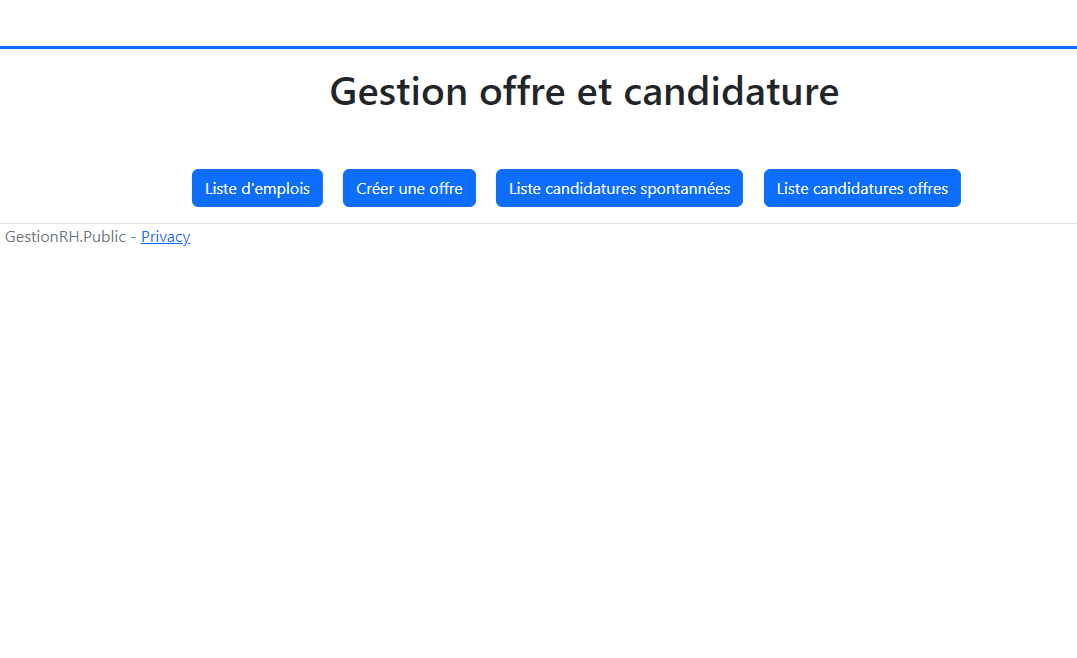 Gestion offre et candidature
Liste d'emplois Créer une offre Liste candidatures spontannées Liste candidatures offres
GestionRH.Public - Privacy